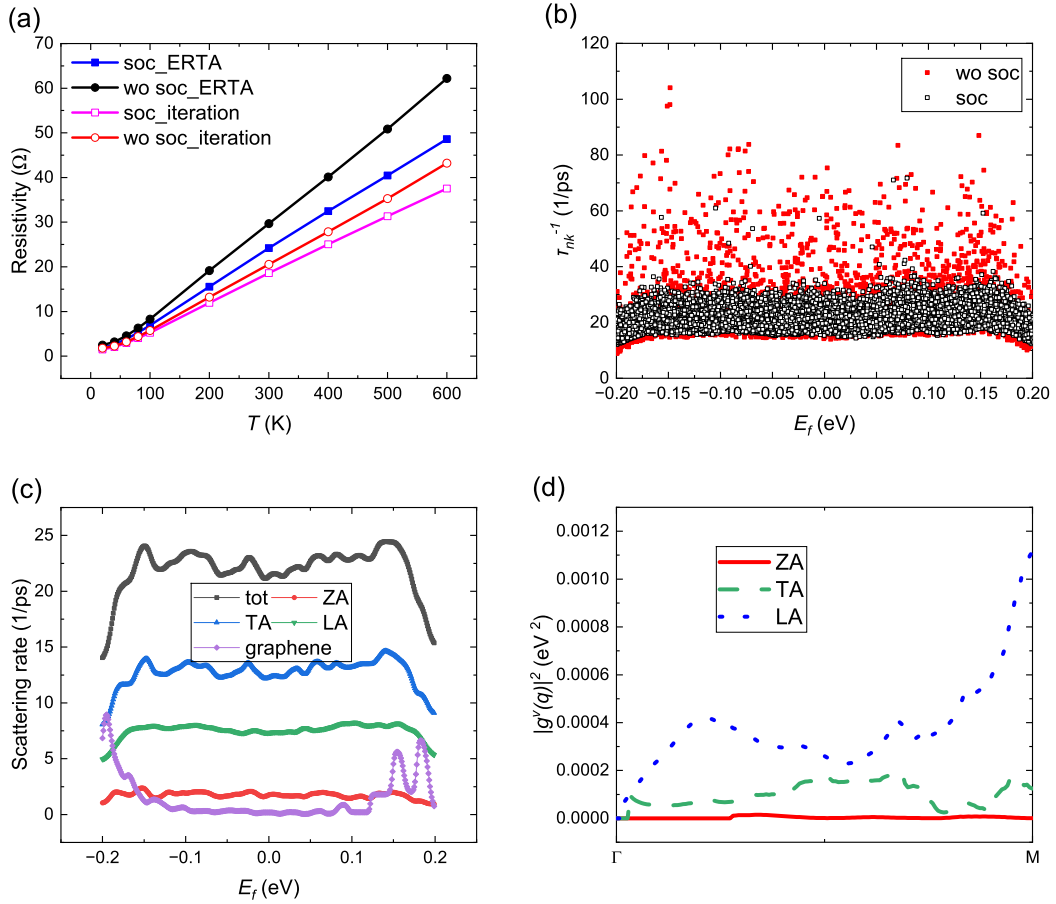 (a)
70
60
50
40
30
20
10
0
Resistivity (Ω)
soc_ERTA
wo soc_ERTA
soc_iteration
wo soc_iteration
0 100 200 300 400 500 600
T (K)
(b)
120
100
80
60
40
20
0
τnk⁻¹ (1/ps)
wo soc
soc
−0.20 −0.15 −0.10 −0.05 0.00 0.05 0.10 0.15 0.20
Ef (eV)
(c)
25
20
15
10
5
0
Scattering rate (1/ps)
tot ZA
TA LA
graphene
−0.2 −0.1 0.0 0.1 0.2
Ef (eV)
(d)
0.0012
0.0010
0.0008
0.0006
0.0004
0.0002
0.0000
|gν(q)|² (eV²)
ZA
TA
LA
Γ M